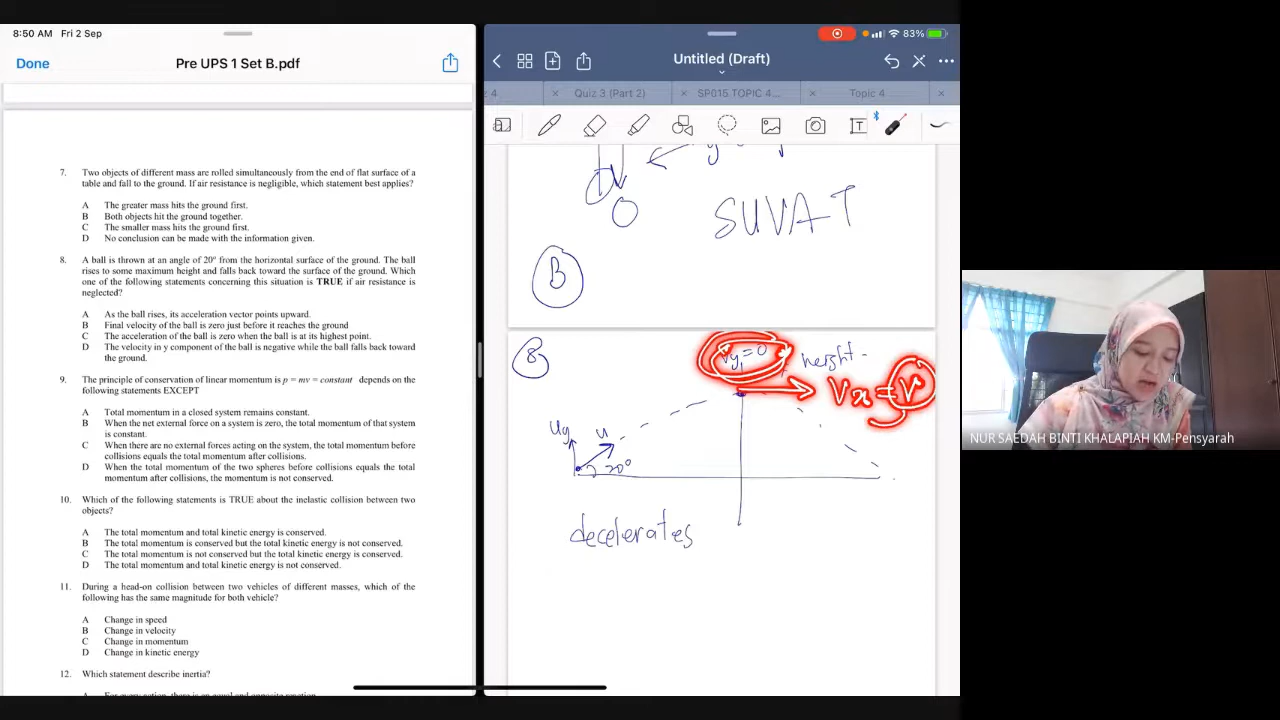 8:50 AM Fri 2 Sep
Done
Pre UPS 1 Set B.pdf
7. Two objects of different mass are rolled simultaneously from the end of flat surface of a
table and fall to the ground. If air resistance is negligible, which statement best applies?
A The greater mass hits the ground first.
B Both objects hit the ground together.
C The smaller mass hits the ground first.
D No conclusion can be made with the information given.
8. A ball is thrown at an angle of 20° from the horizontal surface of the ground. The ball
rises to some maximum height and falls back toward the surface of the ground. Which
one of the following statements concerning this situation is TRUE if air resistance is
neglected?
A As the ball rises, its acceleration vector points upward.
B Final velocity of the ball is zero just before it reaches the ground
C The acceleration of the ball is zero when the ball is at its highest point.
D The velocity in y component of the ball is negative while the ball falls back toward
the ground.
9. The principle of conservation of linear momentum is p = mv = constant depends on the
following statements EXCEPT
A Total momentum in a closed system remains constant.
B When the net external force on a system is zero, the total momentum of that system
is constant.
C When there are no external forces acting on the system, the total momentum before
collisions equals the total momentum after collisions.
D When the total momentum of the two spheres before collisions equals the total
momentum after collisions, the momentum is not conserved.
10. Which of the following statements is TRUE about the inelastic collision between two
objects?
A The total momentum and total kinetic energy is conserved.
B The total momentum is conserved but the total kinetic energy is not conserved.
C The total momentum is not conserved but the total kinetic energy is conserved.
D The total momentum and total kinetic energy is not conserved.
11. During a head-on collision between two vehicles of different masses, which of the
following has the same magnitude for both vehicle?
A Change in speed
B Change in velocity
C Change in momentum
D Change in kinetic energy
12. Which statement describe inertia?
A For every action, there is an equal and opposite reaction
83%
Untitled (Draft)
z 4
Quiz 3 (Part 2)
SP015 TOPIC 4...
Topic 4
SUVAT
B
8
Vy1 = 0
height
Vx =
Uy
u
20°
decelerates
NUR SAEDAH BINTI KHALAPIAH KM-Pensyarah